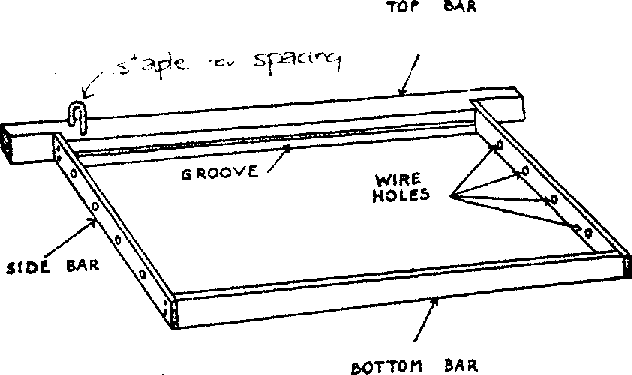 TOP BAR
staple for spacing
GROOVE
WIRE
HOLES
SIDE BAR
BOTTOM BAR